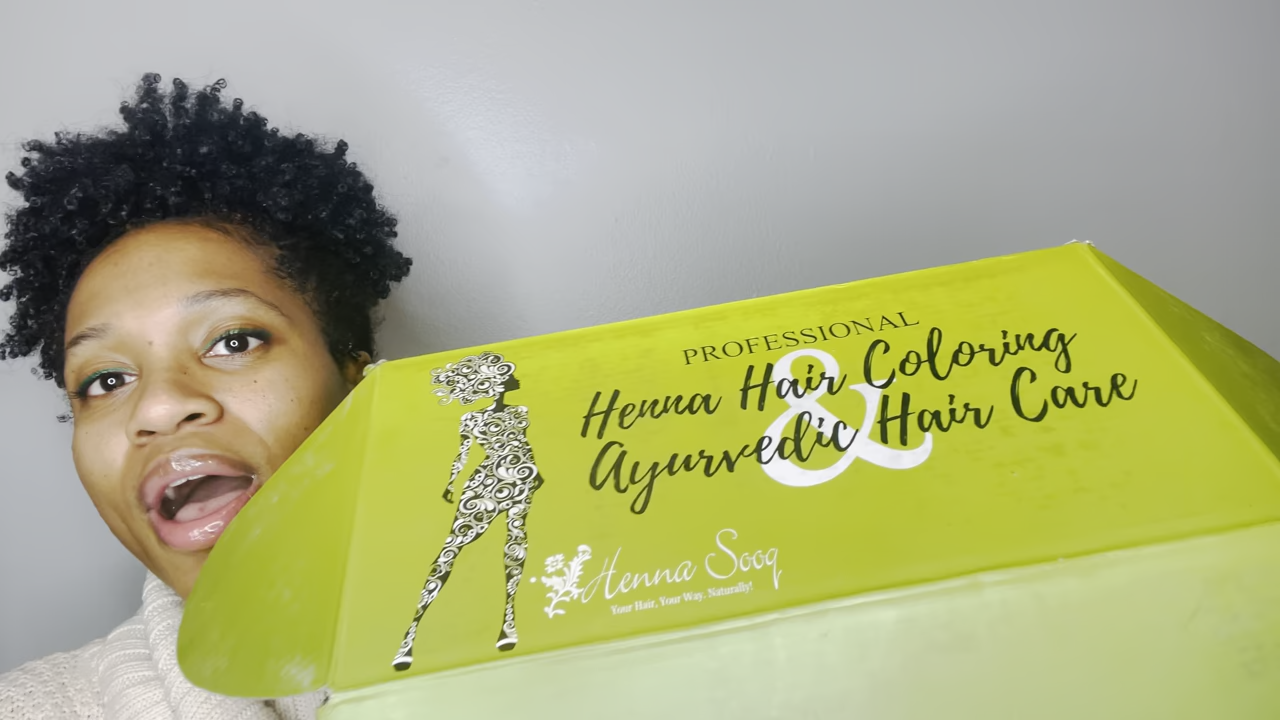 PROFESSIONAL
Henna Hair Coloring
&
Ayurvedic Hair Care
Henna Sooq
Your Hair, Your Way. Naturally!